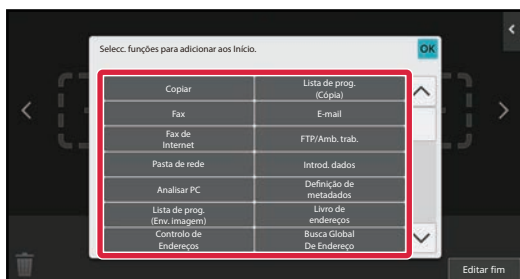 Selecc. funções para adicionar aos Início.
OK
Copiar
Lista de prog.
(Cópia)
Fax
E-mail
Fax de
Internet
FTP/Amb. trab.
Pasta de rede
Introd. dados
Analisar PC
Definição de
metadados
Lista de prog.
(Env. imagem)
Livro de
endereços
Controlo de
Endereços
Busca Global
De Endereço
Editar fim